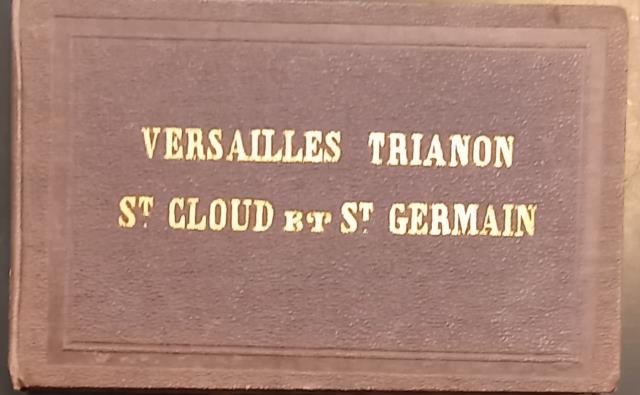 VERSAILLES TRIANON
ST CLOUD ET ST GERMAIN